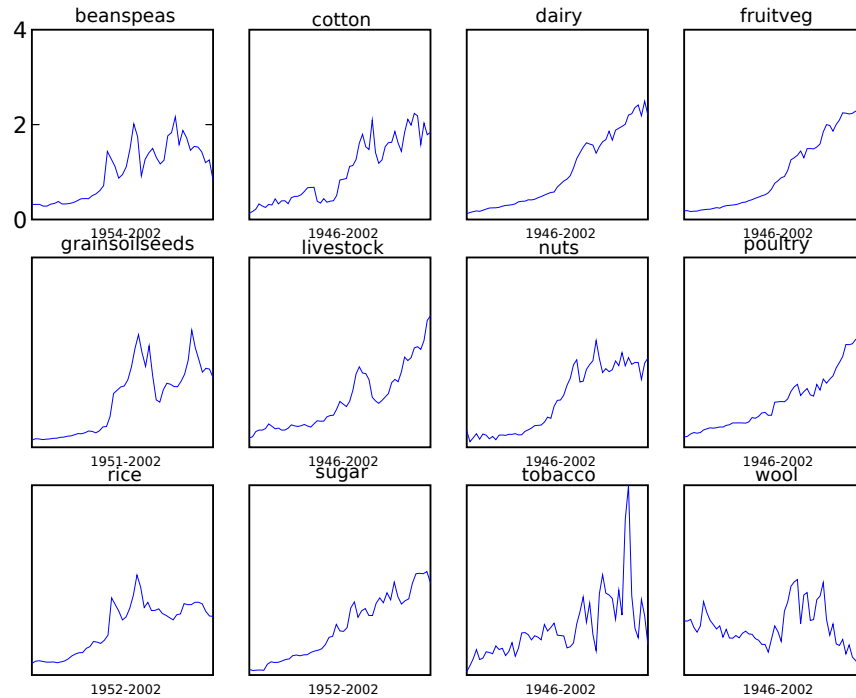 beanspeas cotton dairy fruitveg
4
2
0
1954-2002 1946-2002 1946-2002 1946-2002
grainsoilseeds livestock nuts poultry
1951-2002 1946-2002 1946-2002 1946-2002
rice sugar tobacco wool
1952-2002 1952-2002 1946-2002 1946-2002